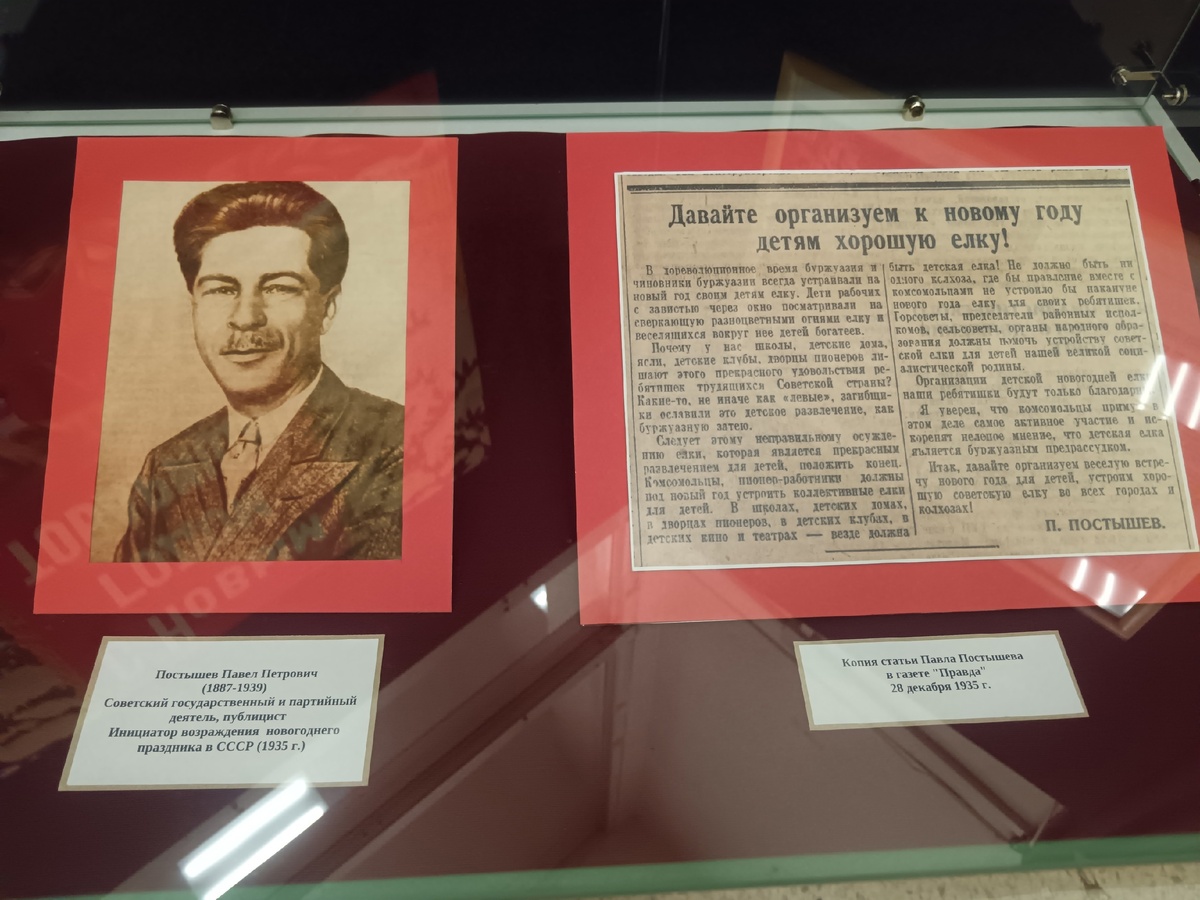 Давайте организуем к новому году
детям хорошую елку!
В дореволюционное время буржуазия и
чиновники буржуазии всегда устраивали на
новый год своим детям елку. Дети рабочих
с завистью через окно посматривали на
сверкающую разноцветными огнями елку и
веселящихся вокруг нее детей богатеев.
Почему у нас школы, детские дома,
ясли, детские клубы, дворцы пионеров ли-
шают этого прекрасного удовольствия ре-
бятишек трудящихся Советской страны?
Какие-то, не иначе как «левые», загибщи-
ки ославили это детское развлечение, как
буржуазную затею.
Следует этому неправильному осужде-
нию елки, которая является прекрасным
развлечением для детей, положить конец.
Комсомольцы, пионер-работники должны
под новый год устроить коллективные елки
для детей. В школах, детских домах,
в дворцах пионеров, в детских клубах, в
детских кино и театрах — везде должна
быть детская елка! Не должно быть ни
одного колхоза, где бы правление вместе с
комсомольцами не устроило бы накануне
нового года елку для своих ребятишек.
Горсоветы, председатели районных испол-
комов, сельсоветы, органы народного обра-
зования должны помочь устройству совет-
ской елки для детей нашей великой соци-
алистической родины.
Организации детской новогодней елки
наши ребятишки будут только благодарны.
Я уверен, что комсомольцы примут в
этом деле самое активное участие и ис-
коренят нелепое мнение, что детская елка
является буржуазным предрассудком.
Итак, давайте организуем веселую встре-
чу нового года для детей, устроим хоро-
шую советскую елку во всех городах и
колхозах!
П. ПОСТЫШЕВ.
Постышев Павел Петрович
(1887-1939)
Советский государственный и партийный
деятель, публицист
Инициатор возраждения новогоднего
праздника в СССР (1935 г.)
Копия статьи Павла Постышева
в газете "Правда"
28 декабря 1935 г.